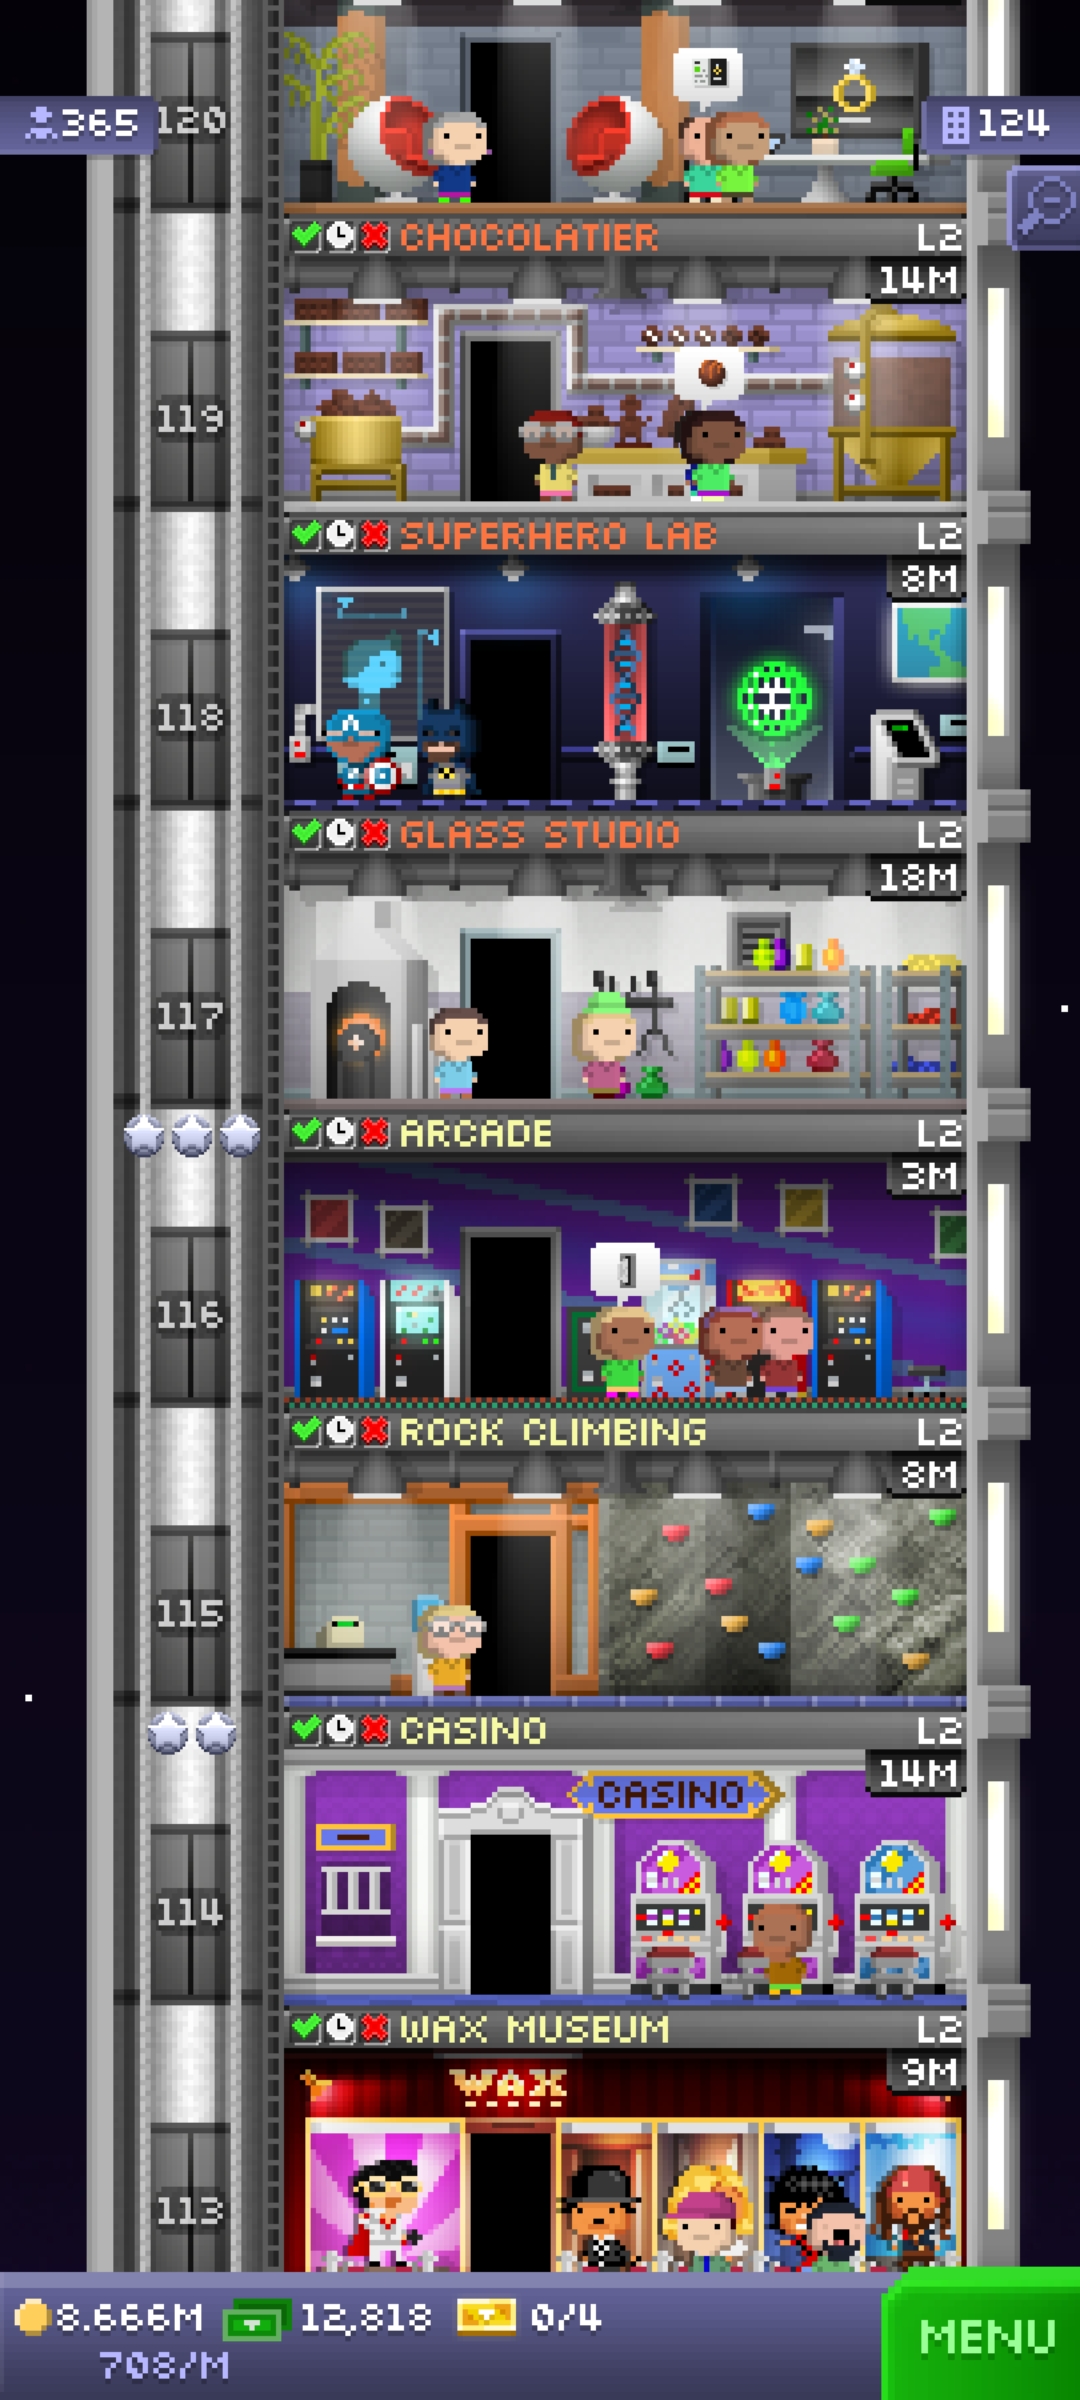 365
120
124
CHOCOLATIER L2
14M
119
SUPERHERO LAB L2
8M
118
GLASS STUDIO L2
18M
117
ARCADE L2
3M
116
ROCK CLIMBING L2
8M
115
CASINO L2
14M
CASINO
114
WAX MUSEUM L2
9M
WAX
113
8.666M 12,818 0/4
708/M
MENU